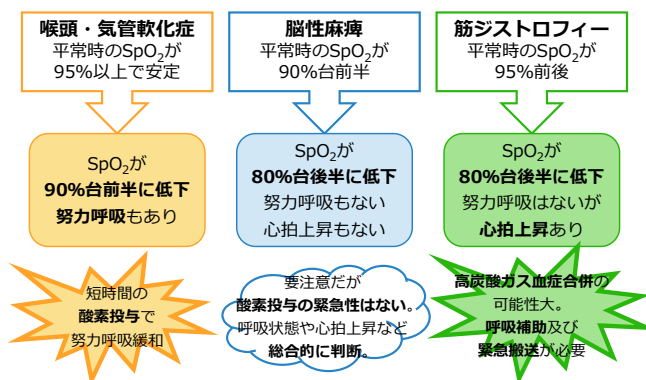 喉頭・気管軟化症
平常時のSpO₂が
95%以上で安定
SpO₂が
90%台前半に低下
努力呼吸もあり
短時間の
酸素投与で
努力呼吸緩和
脳性麻痺
平常時のSpO₂が
90%台前半
SpO₂が
80%台後半に低下
努力呼吸もない
心拍上昇もない
要注意だが
酸素投与の緊急性はない。
呼吸状態や心拍上昇など
総合的に判断。
筋ジストロフィー
平常時のSpO₂が
95%前後
SpO₂が
80%台後半に低下
努力呼吸はないが
心拍上昇あり
高炭酸ガス血症合併の
可能性大。
呼吸補助及び
緊急搬送が必要